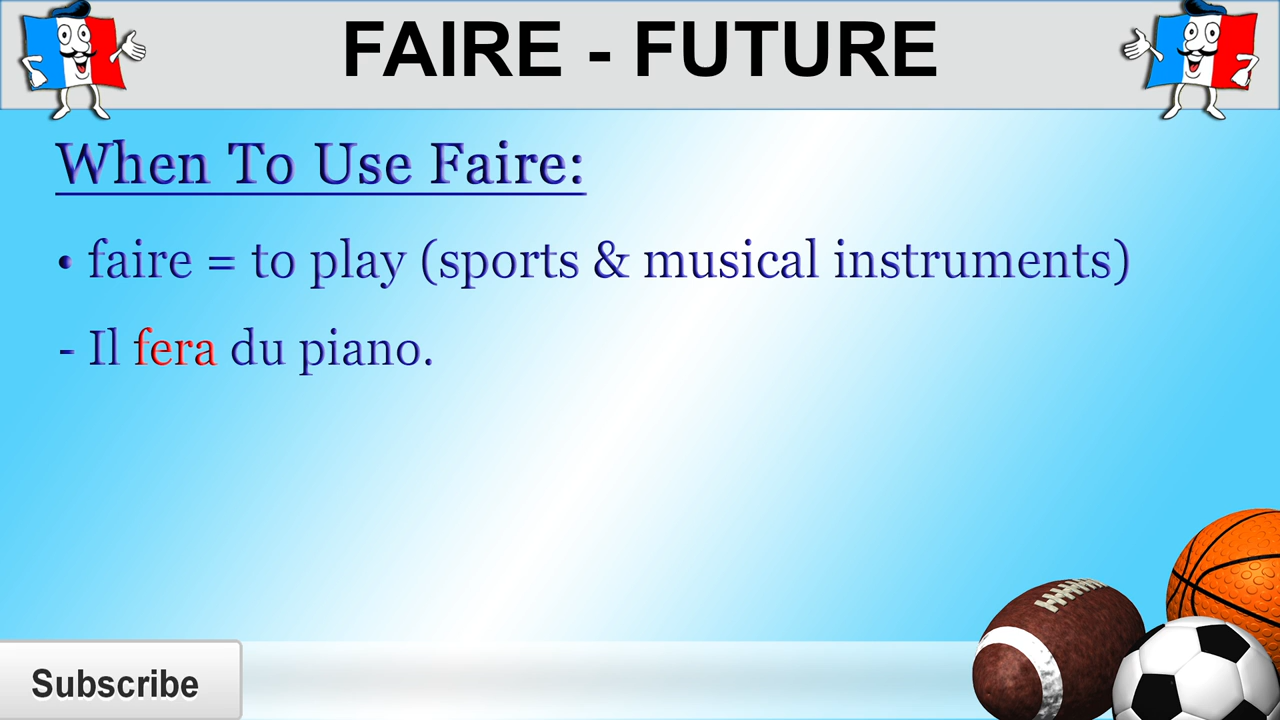 FAIRE - FUTURE
When To Use Faire:
• faire = to play (sports & musical instruments)
- Il fera du piano.
Subscribe